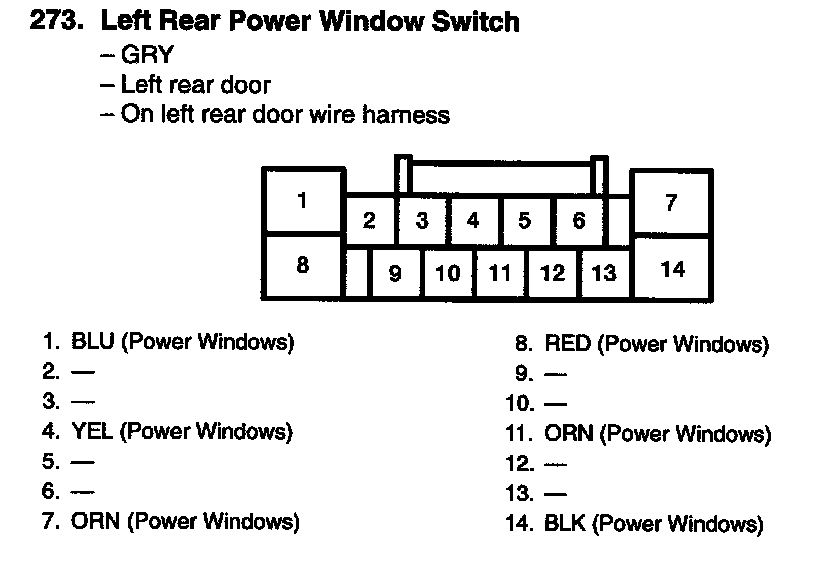 273. Left Rear Power Window Switch
– GRY
– Left rear door
– On left rear door wire harness
1
2
3
4
5
6
7
8
9
10
11
12
13
14
1. BLU (Power Windows)
2. —
3. —
4. YEL (Power Windows)
5. —
6. —
7. ORN (Power Windows)
8. RED (Power Windows)
9. —
10. —
11. ORN (Power Windows)
12. —
13. —
14. BLK (Power Windows)